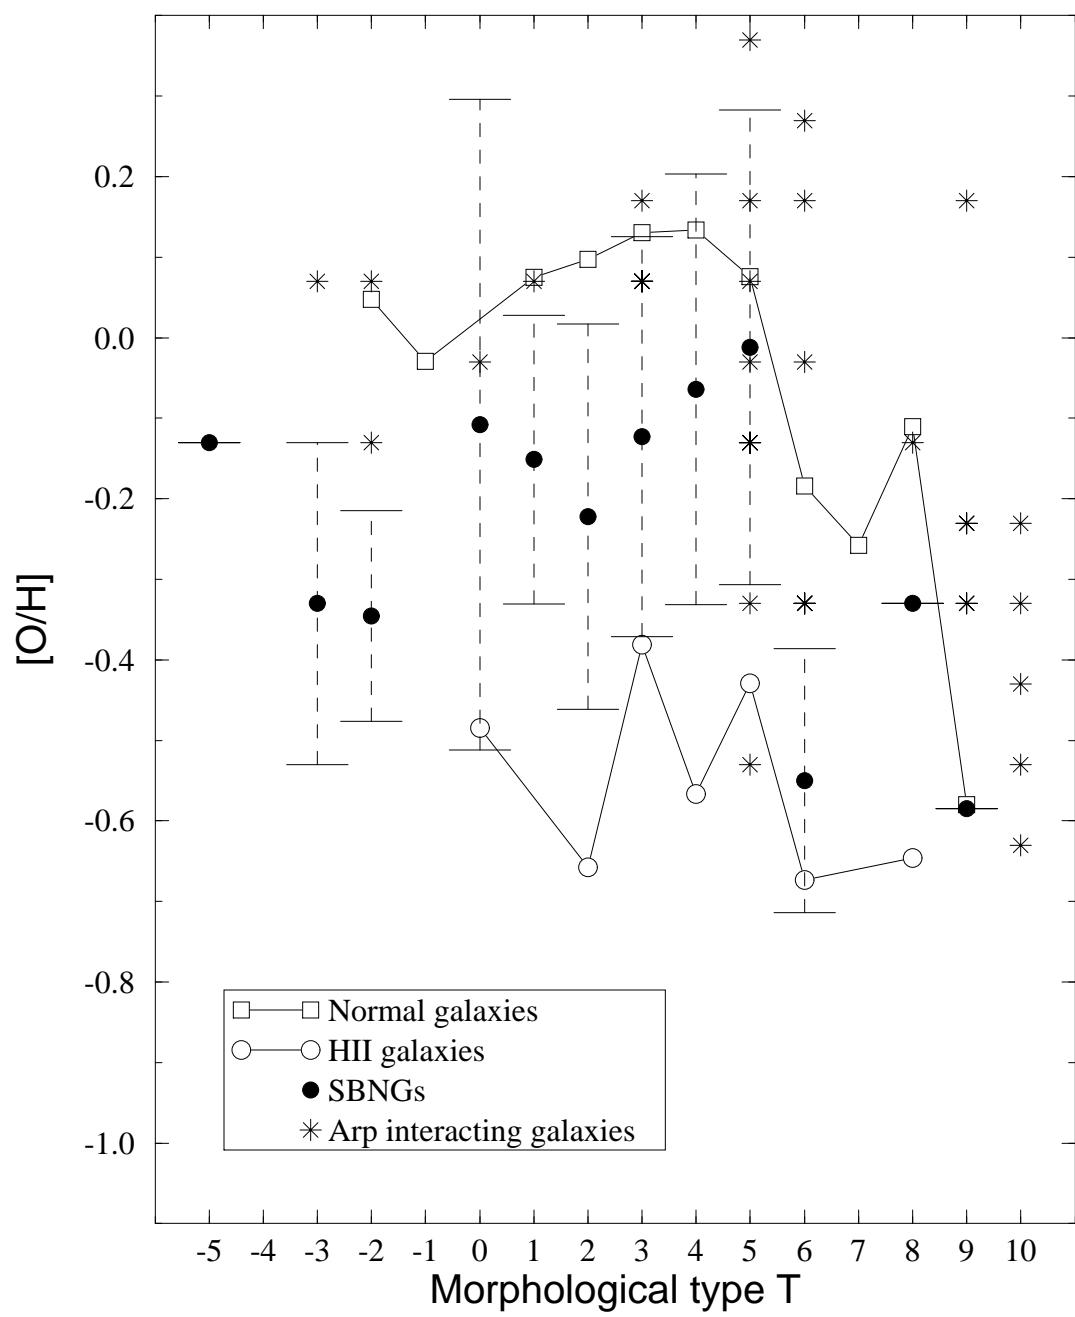 0.2
0.0
-0.2
-0.4
-0.6
-0.8
-1.0
[O/H]
Normal galaxies
HII galaxies
SBNGs
Arp interacting galaxies
-5 -4 -3 -2 -1 0 1 2 3 4 5 6 7 8 9 10
Morphological type T